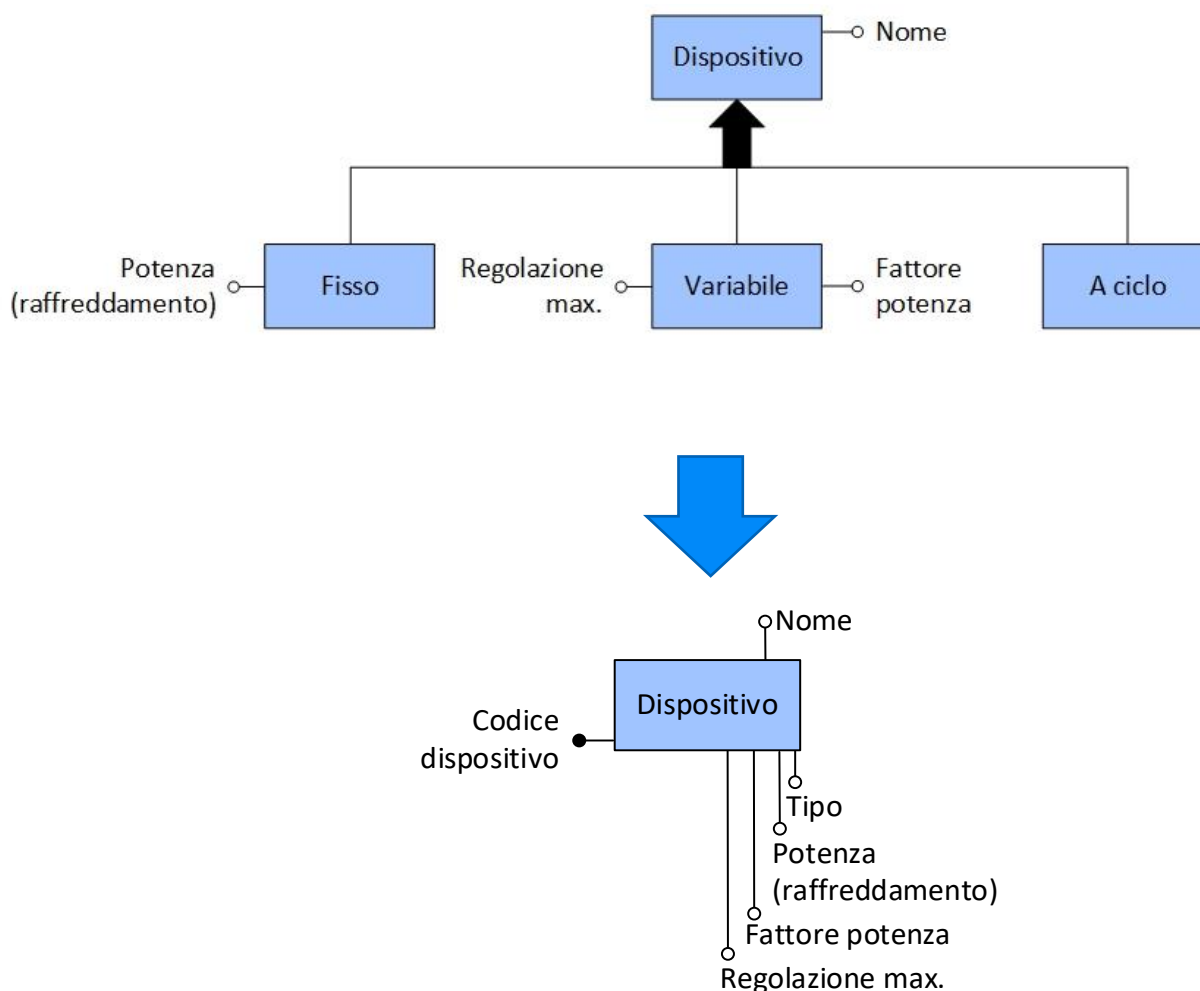 Nome
Dispositivo
Potenza
(raffreddamento)
Fisso
Regolazione
max.
Variabile
Fattore
potenza
A ciclo
Nome
Dispositivo
Codice
dispositivo
Tipo
Potenza
(raffreddamento)
Fattore potenza
Regolazione max.